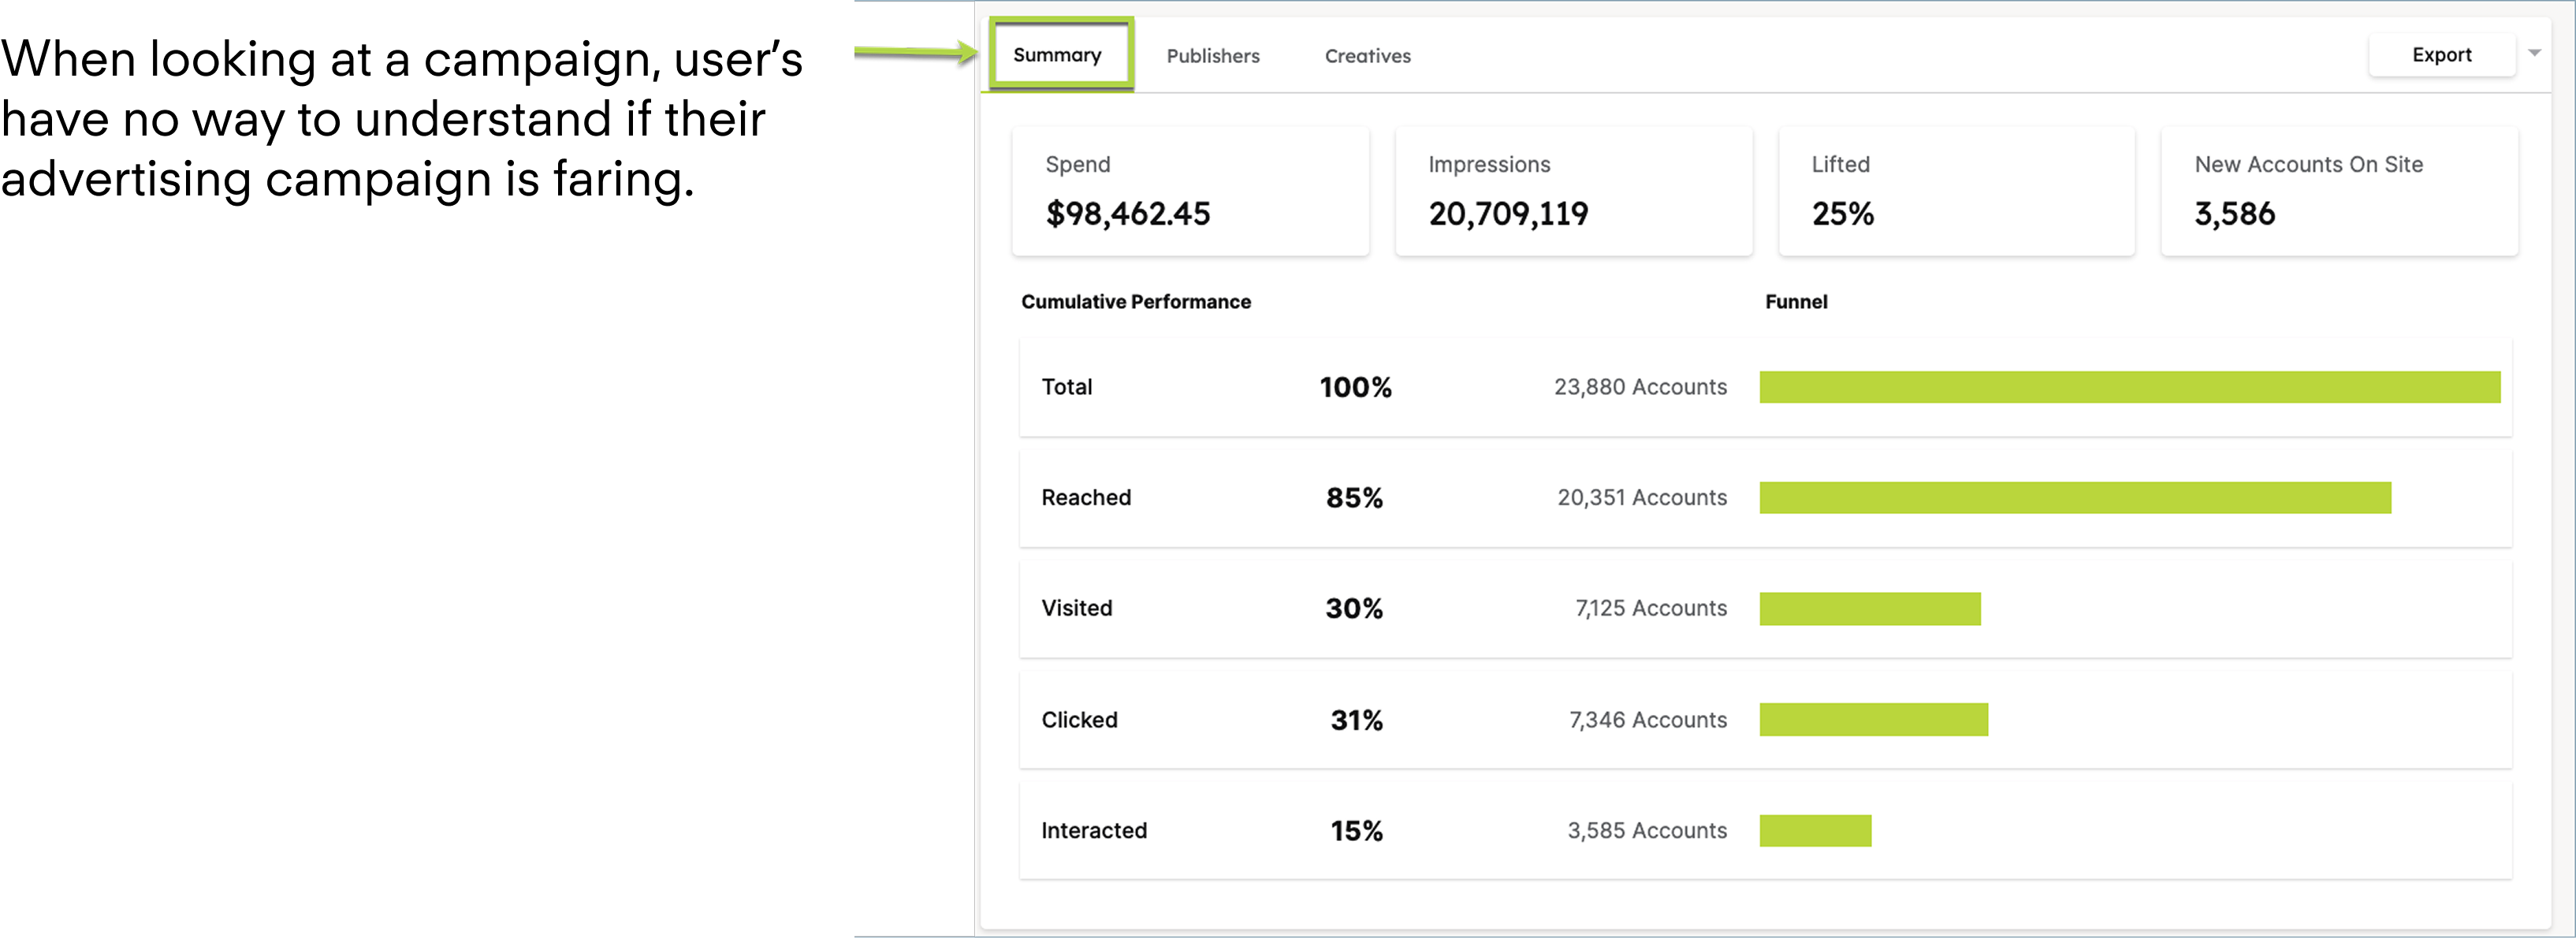 When looking at a campaign, user’s
have no way to understand if their
advertising campaign is faring.
Summary Publishers Creatives Export
Spend Impressions Lifted New Accounts On Site
$98,462.45 20,709,119 25% 3,586
Cumulative Performance Funnel
Total 100% 23,880 Accounts
Reached 85% 20,351 Accounts
Visited 30% 7,125 Accounts
Clicked 31% 7,346 Accounts
Interacted 15% 3,585 Accounts